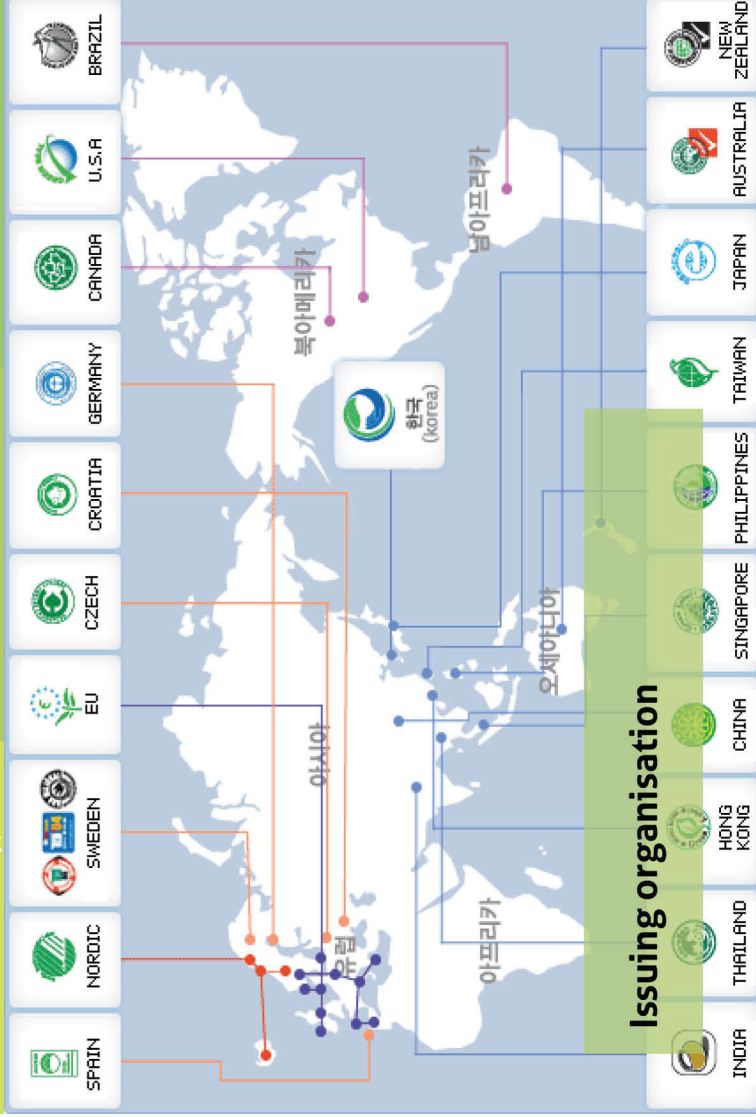 SPAIN
NORDIC
SWEDEN
EU
CZECH
CROATIA
GERMANY
CANADA
U.S.A
BRAZIL
북아메리카
아시아
유럽
한국
(korea)
남아프리카
아프리카
오세아니아
Issuing organisation
INDIA
THAILAND
HONG
KONG
CHINA
SINGAPORE
PHILIPPINES
TAIWAN
JAPAN
AUSTRALIA
NEW
ZEALAND